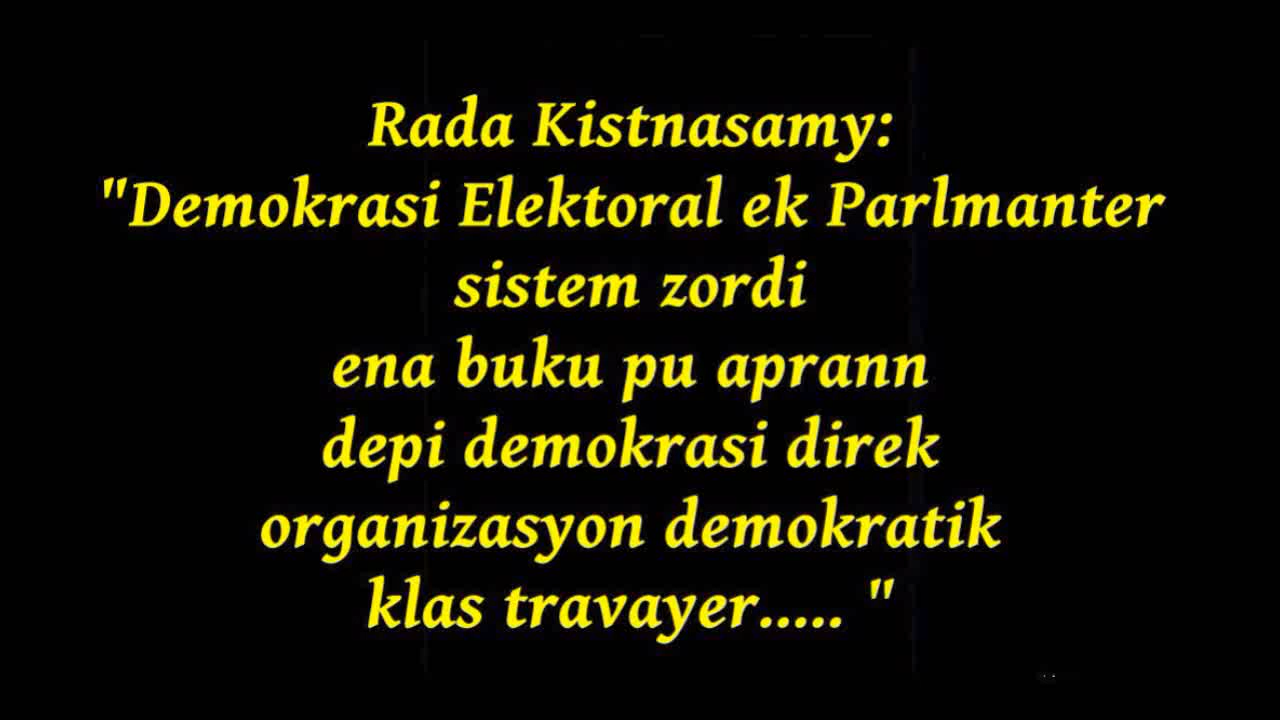 Rada Kistnasamy:
"Demokrasi Elektoral ek Parlmanter
sistem zordi
ena buku pu aprann
depi demokrasi direk
organizasyon demokratik
klas travayer..... "